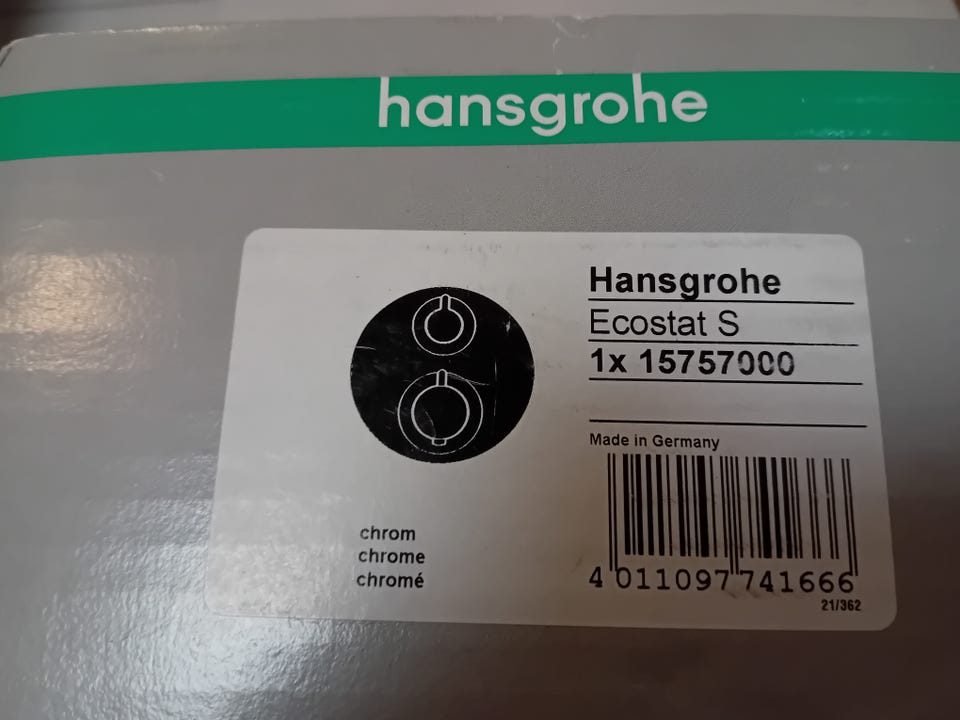 hansgrohe
Hansgrohe
Ecostat S
1x 15757000
Made in Germany
chrom
chrome
chromé
4 011097 741666
21/362